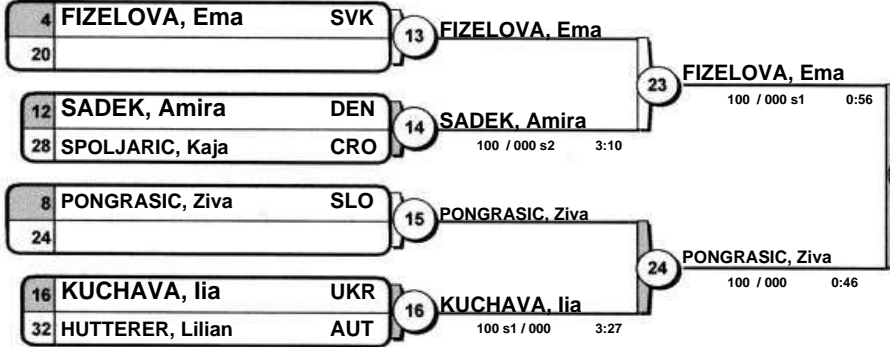 4 FIZELOVA, Ema SVK
20
13 FIZELOVA, Ema
12 SADEK, Amira DEN
28 SPOLJARIC, Kaja CRO
14 SADEK, Amira
100 / 000 s2 3:10
23 FIZELOVA, Ema
100 / 000 s1 0:56
8 PONGRASIC, Ziva SLO
24
15 PONGRASIC, Ziva
16 KUCHAVA, Iia UKR
32 HUTTERER, Lilian AUT
16 KUCHAVA, Iia
100 s1 / 000 3:27
24 PONGRASIC, Ziva
100 / 000 0:46